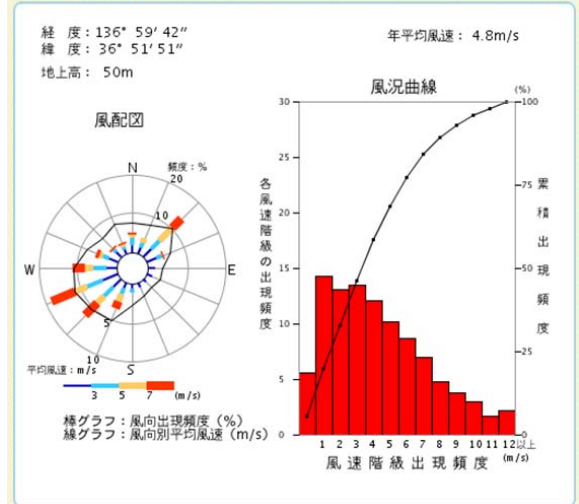 経　度：136° 59′ 42″
緯　度： 36° 51′ 51″
地上高： 50m
年平均風速： 4.8m/s
風配図
N
頻度：％
20
10
W
E
5
10
S
平均風速：m/s
3 5 7 (m/s)
棒グラフ：風向出現頻度（％）
線グラフ：風向別平均風速（m/s）
風況曲線
(%)
各風速階級の出現頻度
30
25
20
15
10
5
0
累積出現頻度
100
75
50
25
0
1 2 3 4 5 6 7 8 9 10 11 12以上
(m/s)
風速階級出現頻度